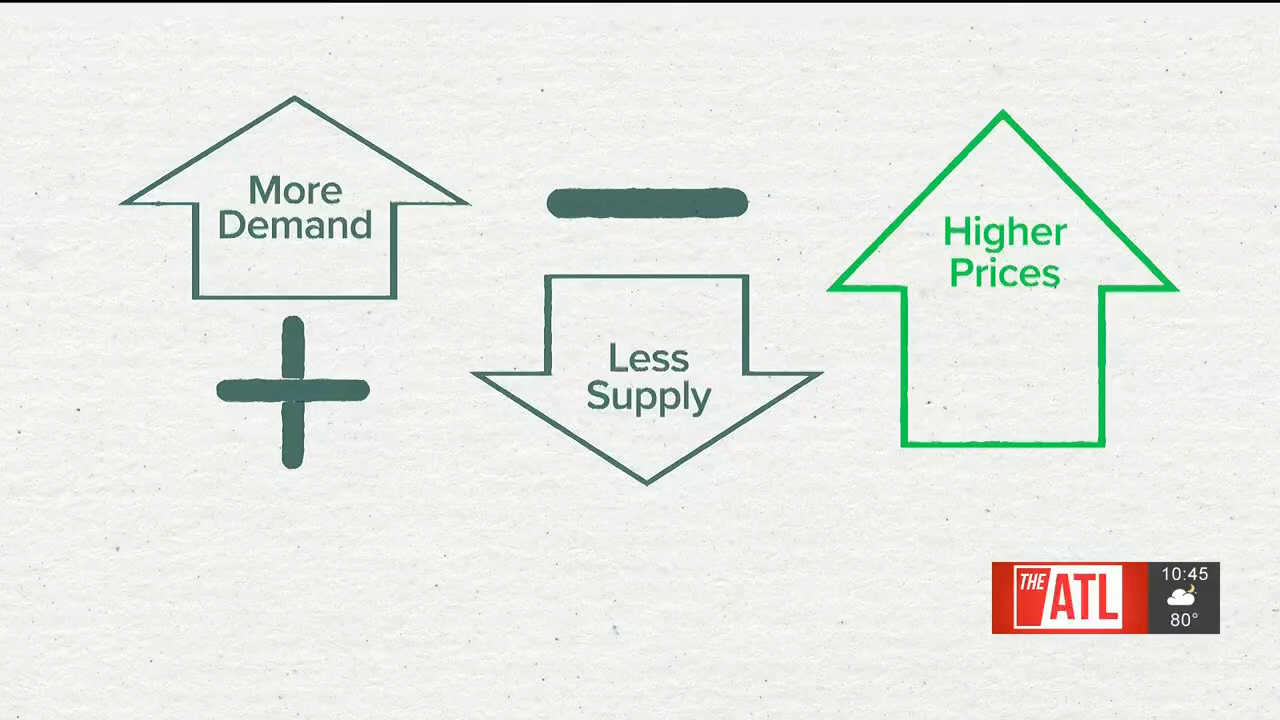 More
Demand
Less
Supply
Higher
Prices
THE ATL
10:45
80°